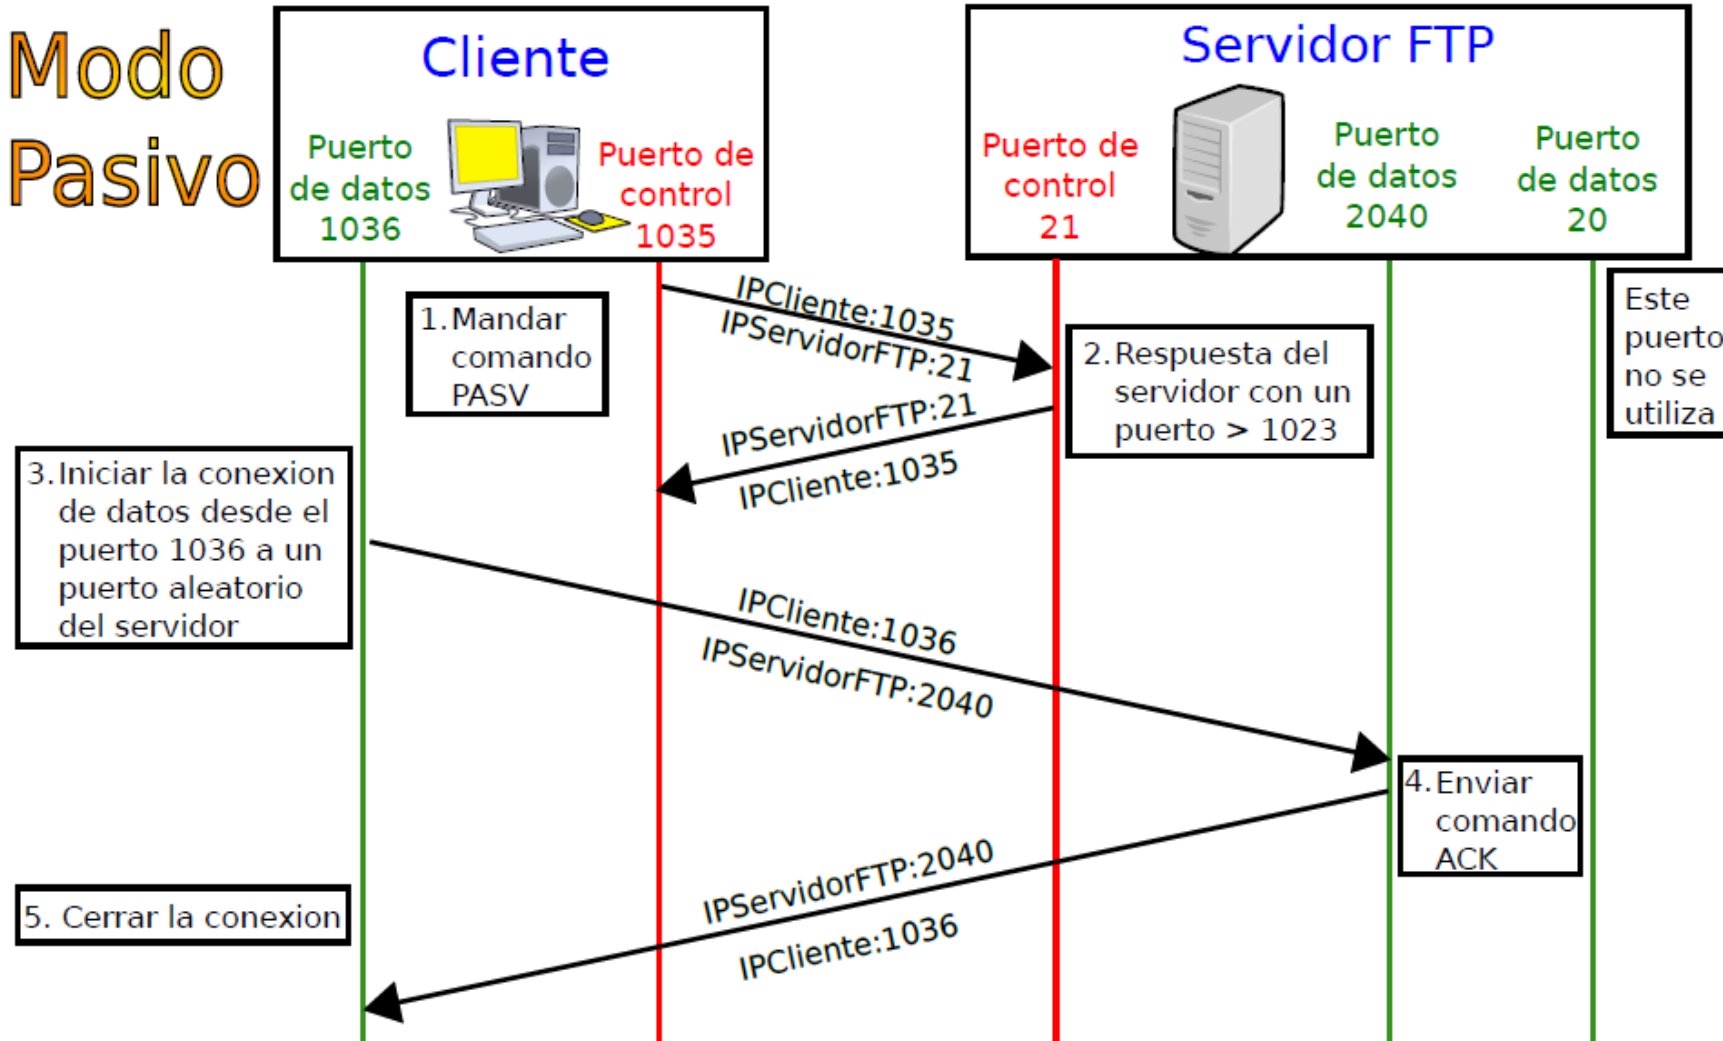 Modo
Pasivo
Cliente
Puerto
de datos
1036
Puerto de
control
1035
Servidor FTP
Puerto de
control
21
Puerto
de datos
2040
Puerto
de datos
20
1. Mandar
comando
PASV
IPCliente:1035
IPServidorFTP:21
2. Respuesta del
servidor con un
puerto > 1023
Este
puerto
no se
utiliza
IPServidorFTP:21
IPCliente:1035
3. Iniciar la conexion
de datos desde el
puerto 1036 a un
puerto aleatorio
del servidor
IPCliente:1036
IPServidorFTP:2040
4. Enviar
comando
ACK
IPServidorFTP:2040
IPCliente:1036
5. Cerrar la conexion